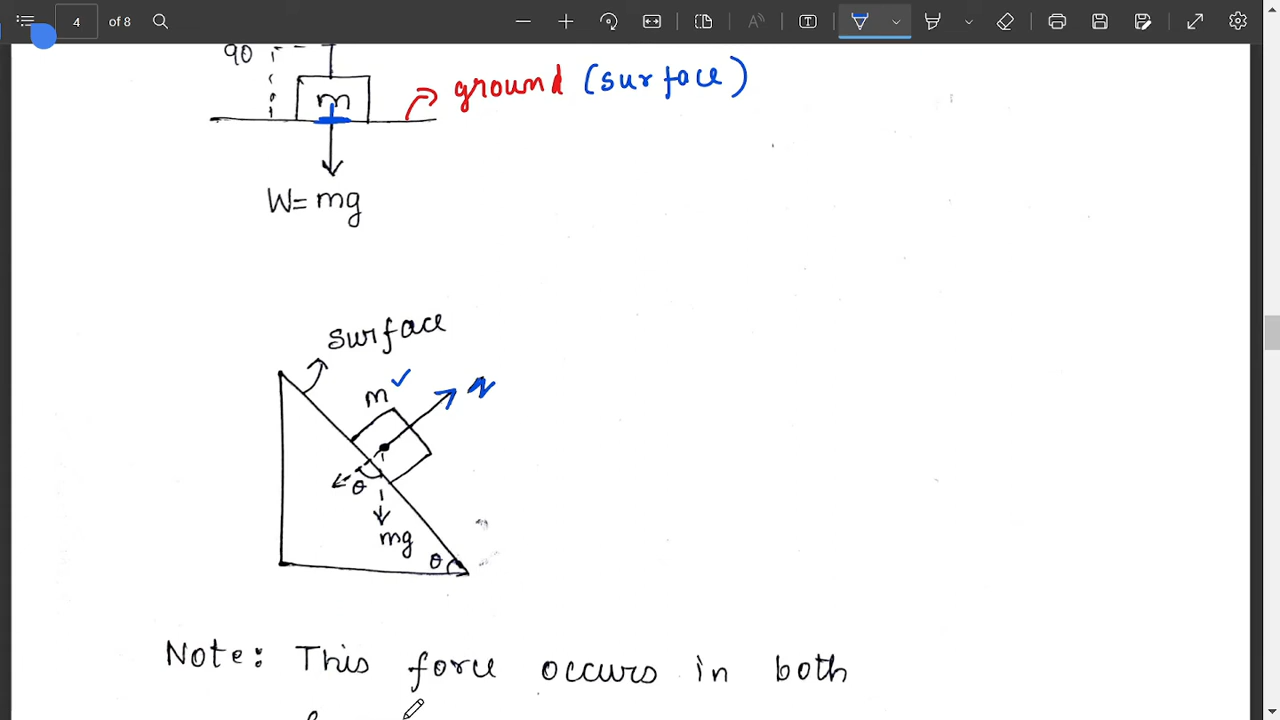 4 of 8
90
m
ground (surface)
W= mg
surface
m ✓
θ
mg
θ
Note: This force occurs in both